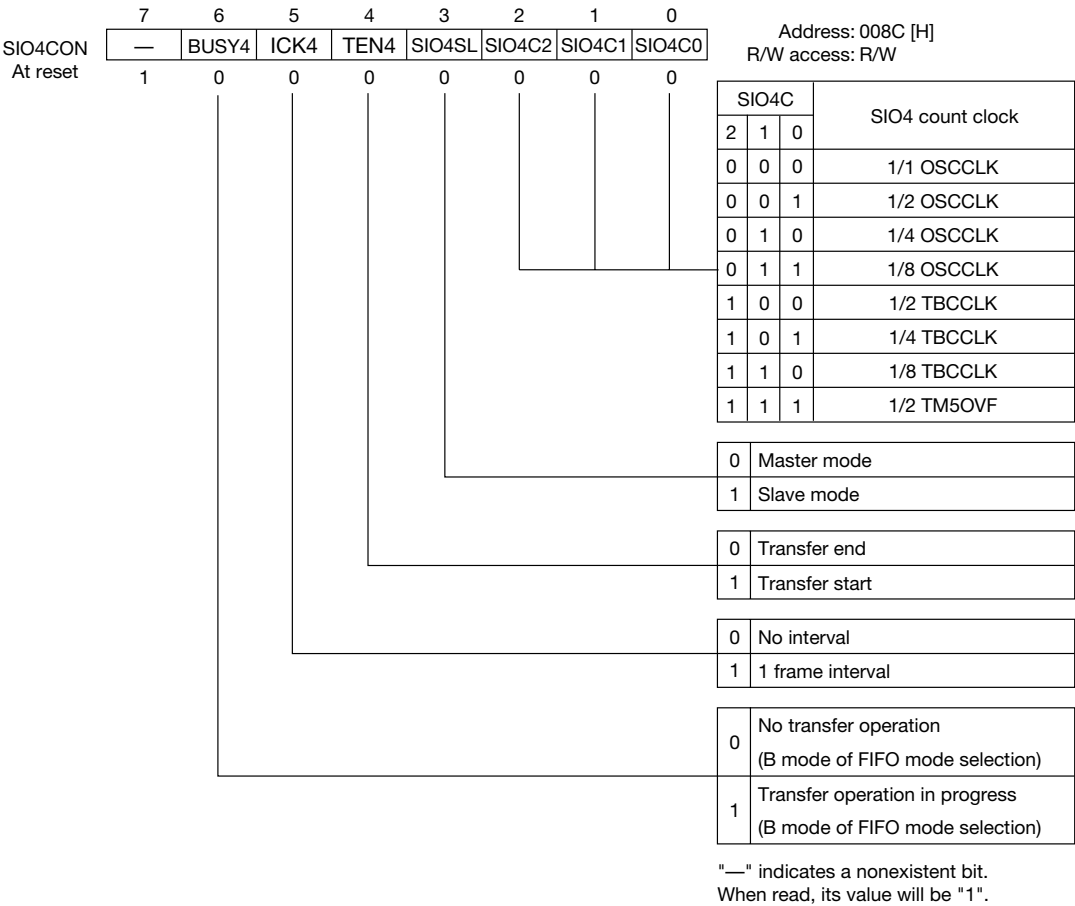 7 6 5 4 3 2 1 0
SIO4CON — BUSY4 ICK4 TEN4 SIO4SL SIO4C2 SIO4C1 SIO4C0
At reset 1 0 0 0 0 0 0 0
Address: 008C [H]
R/W access: R/W
SIO4C SIO4 count clock
2 1 0
0 0 0 1/1 OSCCLK
0 0 1 1/2 OSCCLK
0 1 0 1/4 OSCCLK
0 1 1 1/8 OSCCLK
1 0 0 1/2 TBCCLK
1 0 1 1/4 TBCCLK
1 1 0 1/8 TBCCLK
1 1 1 1/2 TM5OVF
0 Master mode
1 Slave mode
0 Transfer end
1 Transfer start
0 No interval
1 1 frame interval
0 No transfer operation
(B mode of FIFO mode selection)
1 Transfer operation in progress
(B mode of FIFO mode selection)
"—" indicates a nonexistent bit.
When read, its value will be "1".